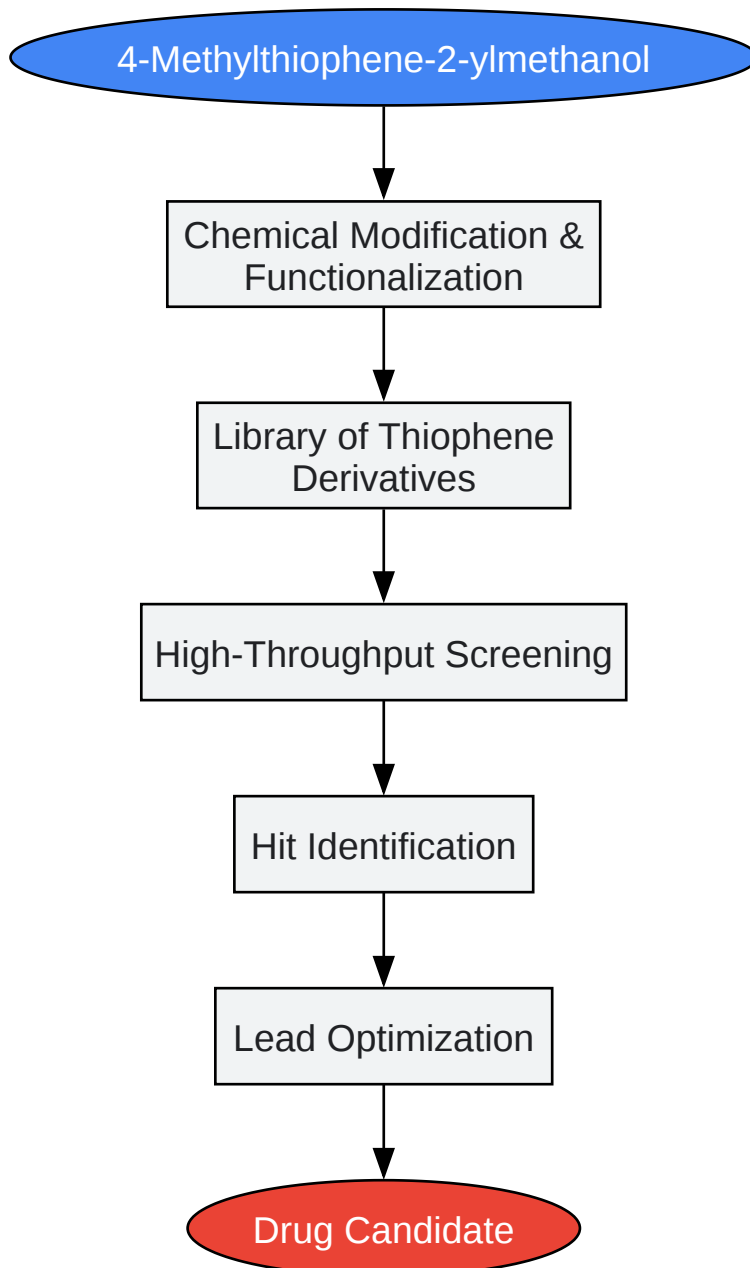 4-Methylthiophene-2-ylmethanol
Chemical Modification &
Functionalization
Library of Thiophene
Derivatives
High-Throughput Screening
Hit Identification
Lead Optimization
Drug Candidate